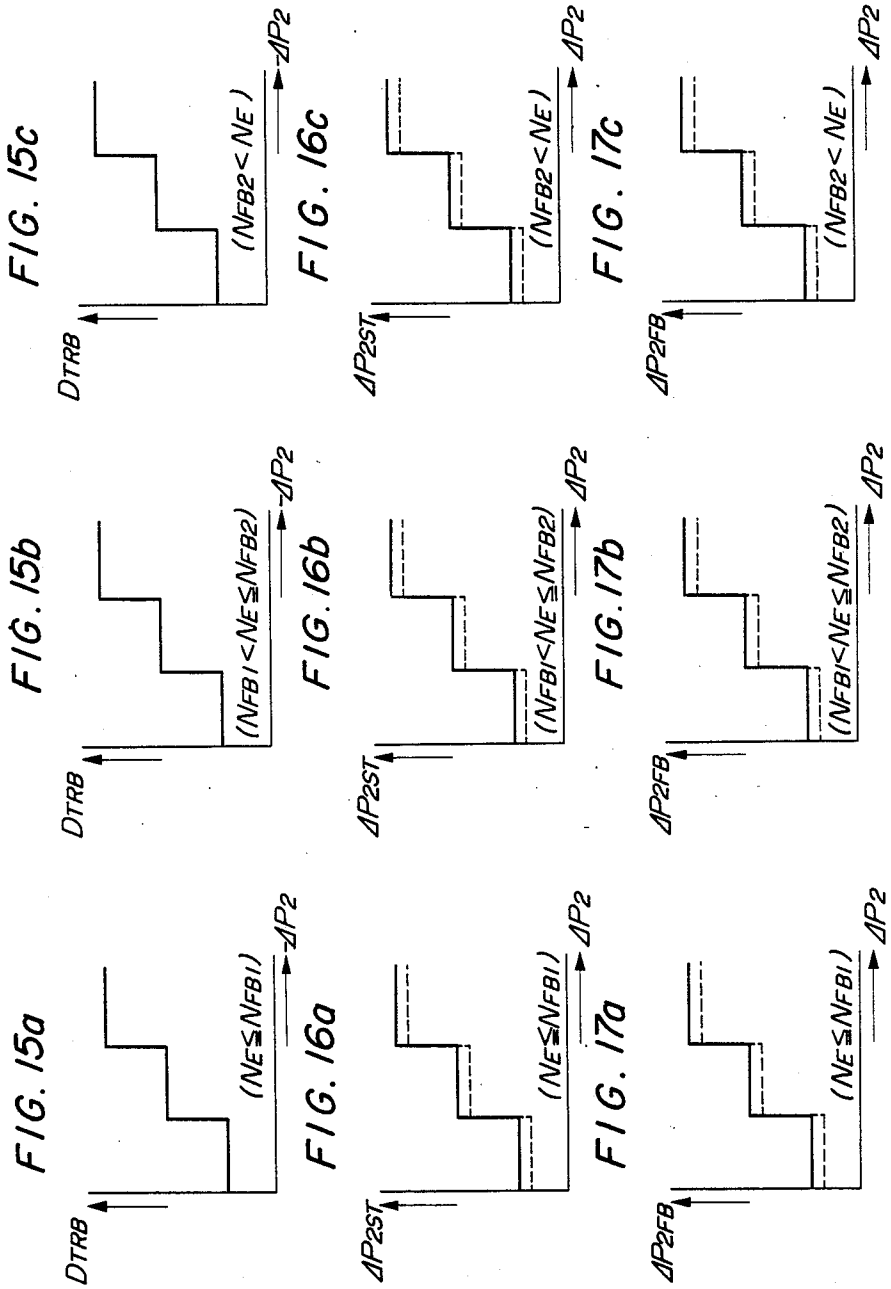 FIG. 15a
DTRB
(NE≦NFB1)
-ΔP2
FIG. 15b
DTRB
(NFB1<NE≦NFB2)
-ΔP2
FIG. 15c
DTRB
(NFB2<NE)
-ΔP2
FIG. 16a
ΔP2ST
(NE≦NFB1)
ΔP2
FIG. 16b
ΔP2ST
(NFB1<NE≦NFB2)
ΔP2
FIG. 16c
ΔP2ST
(NFB2<NE)
ΔP2
FIG. 17a
ΔP2FB
(NE≦NFB1)
ΔP2
FIG. 17b
ΔP2FB
(NFB1<NE≦NFB2)
ΔP2
FIG. 17c
ΔP2FB
(NFB2<NE)
ΔP2